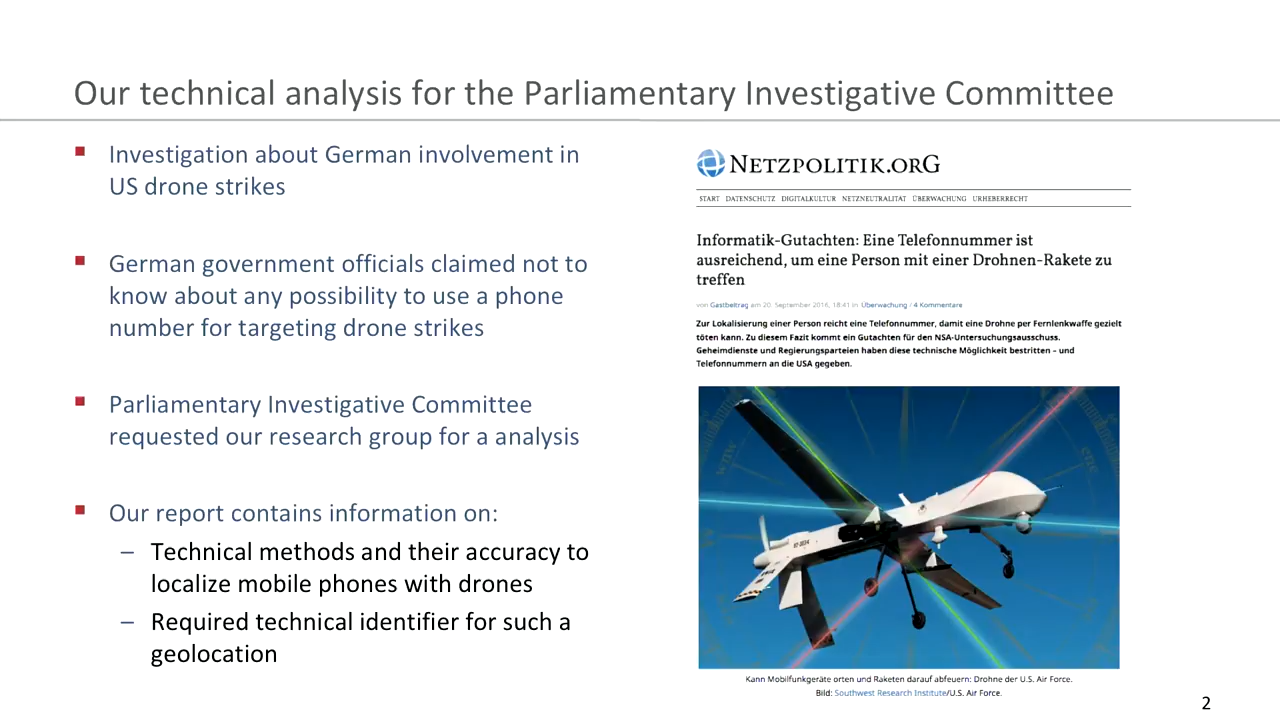 Our technical analysis for the Parliamentary Investigative Committee
▪ Investigation about German involvement in
US drone strikes
▪ German government officials claimed not to
know about any possibility to use a phone
number for targeting drone strikes
▪ Parliamentary Investigative Committee
requested our research group for a analysis
▪ Our report contains information on:
– Technical methods and their accuracy to
localize mobile phones with drones
– Required technical identifier for such a
geolocation
NETZPOLITIK.ORG
START DATENSCHUTZ DIGITALKULTUR NETZNEUTRALITÄT ÜBERWACHUNG URHEBERRECHT
Informatik-Gutachten: Eine Telefonnummer ist
ausreichend, um eine Person mit einer Drohnen-Rakete zu
treffen
von Gastbeitrag am 20. September 2016, 18:41 in Überwachung / 4 Kommentare
Zur Lokalisierung einer Person reicht eine Telefonnummer, damit eine Drohne per Fernlenkwaffe gezielt
töten kann. Zu diesem Fazit kommt ein Gutachten für den NSA-Untersuchungsausschuss.
Geheimdienste und Regierungsparteien haben diese technische Möglichkeit bestritten – und
Telefonnummern an die USA gegeben.
wnw
ene
Kann Mobilfunkgeräte orten und Raketen darauf abfeuern: Drohne der U.S. Air Force.
Bild: Southwest Research Institute/U.S. Air Force.
2